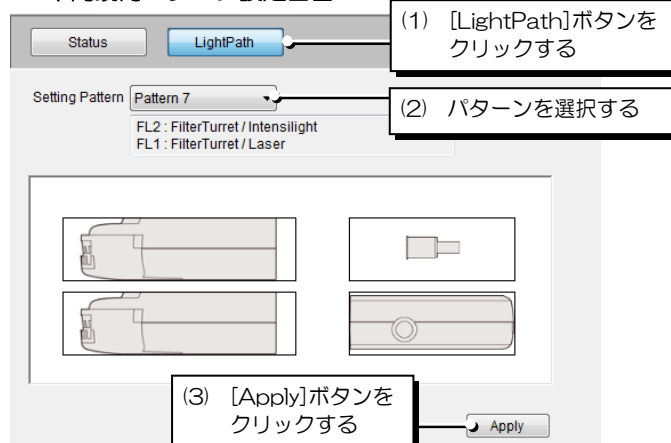 Status
LightPath
(1) [LightPath]ボタンを
クリックする
Setting Pattern
Pattern 7
(2) パターンを選択する
FL2 : FilterTurret / Intensilight
FL1 : FilterTurret / Laser
(3) [Apply]ボタンを
クリックする
Apply